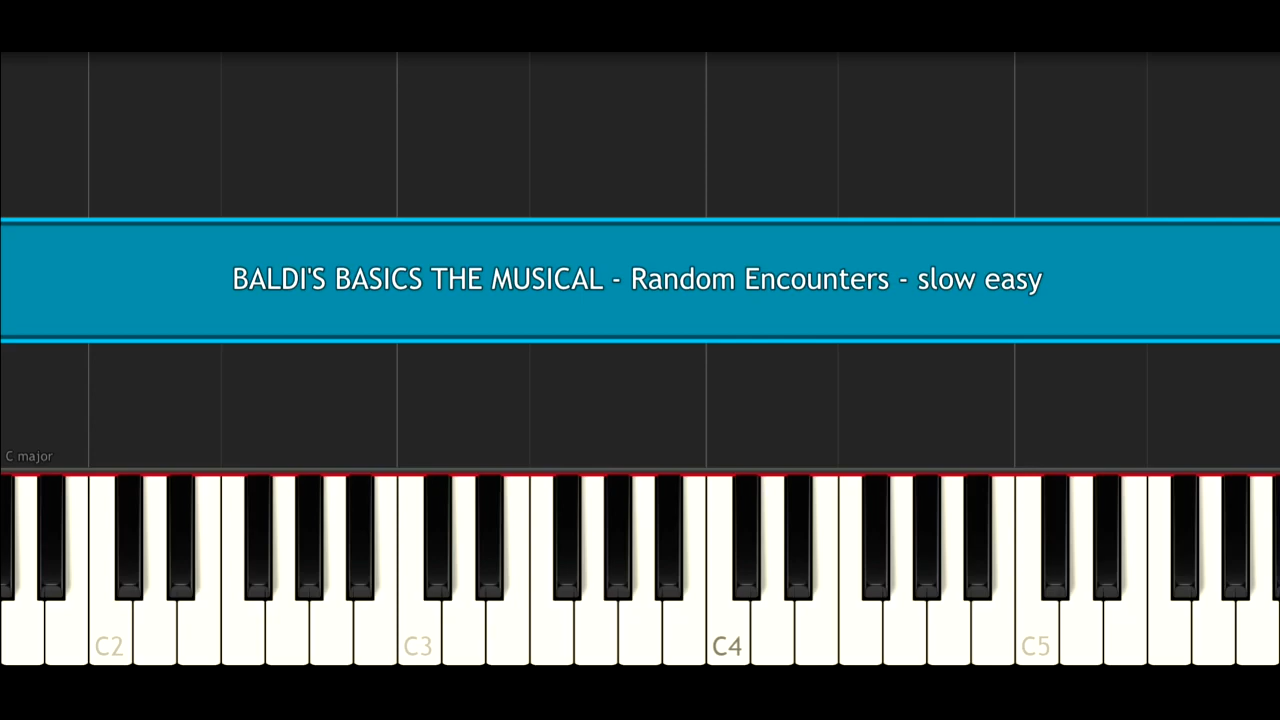 BALDI'S BASICS THE MUSICAL - Random Encounters - slow easy
C major
C2 C3 C4 C5